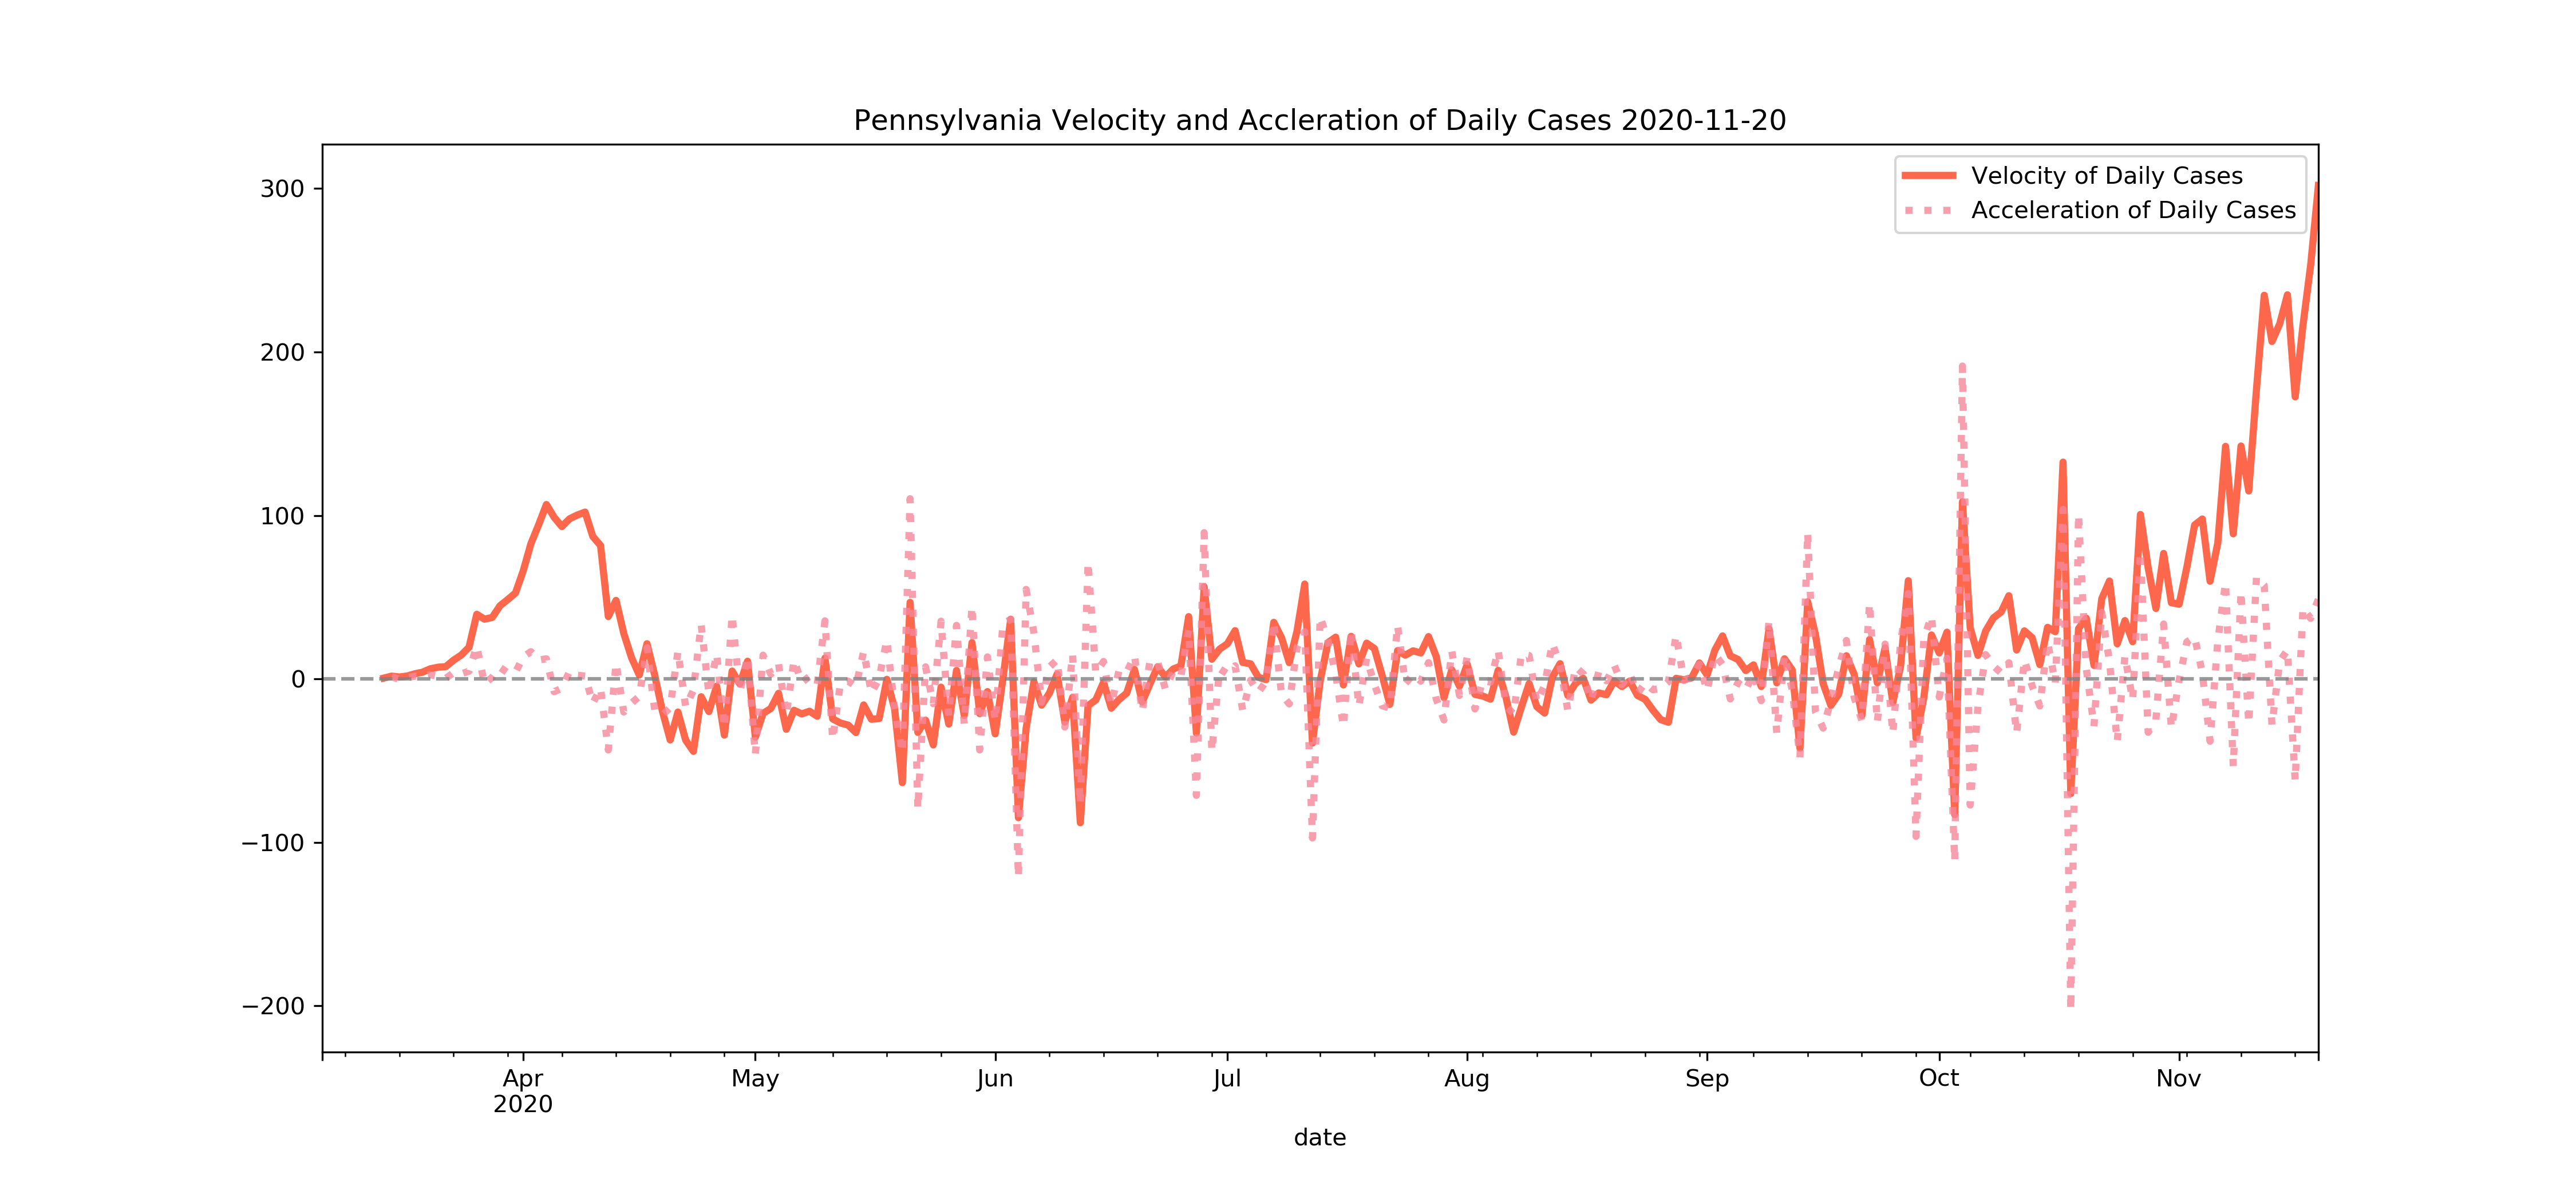 Pennsylvania Velocity and Accleration of Daily Cases 2020-11-20
Velocity of Daily Cases
Acceleration of Daily Cases
300
200
100
0
−100
−200
Apr May Jun Jul Aug Sep Oct Nov
2020
date